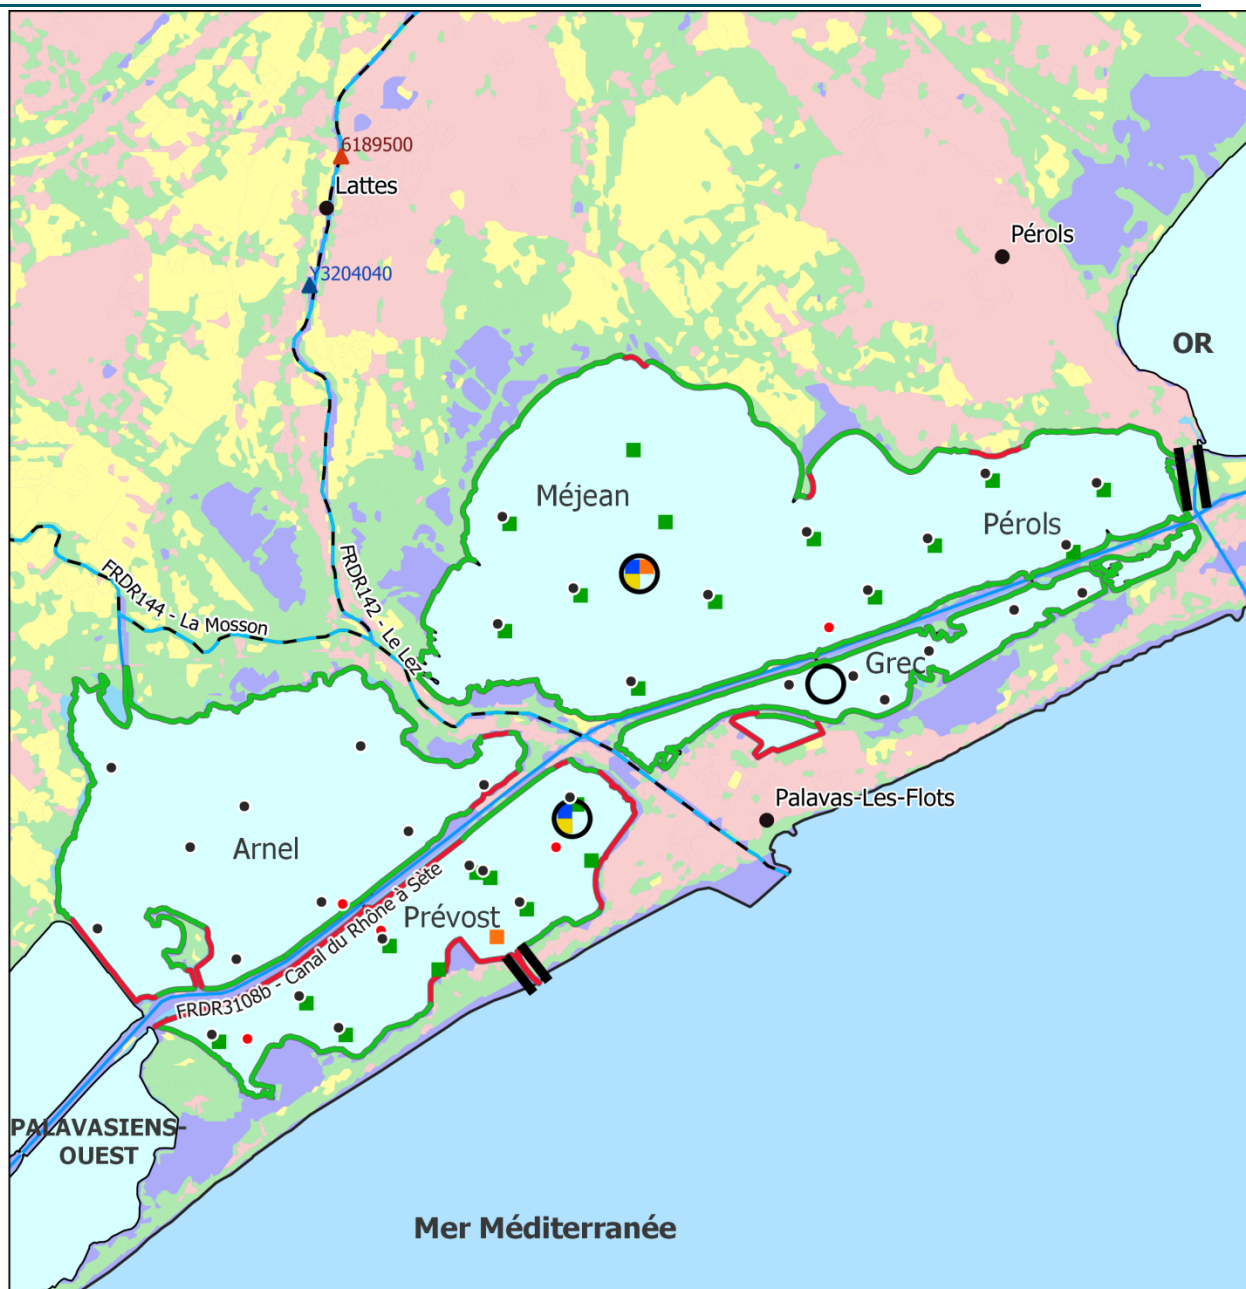 6189500
Lattes
Pérols
Y3204040
OR
Méjean
Pérols
FRDR144 - La Mosson
FRDR142 - Le Lez
Grec
Palavas-Les-Flots
Arnel
Prévost
FRDR3108b - Canal du Rhône à Sète
PALAVASIENS-
OUEST
Mer Méditerranée